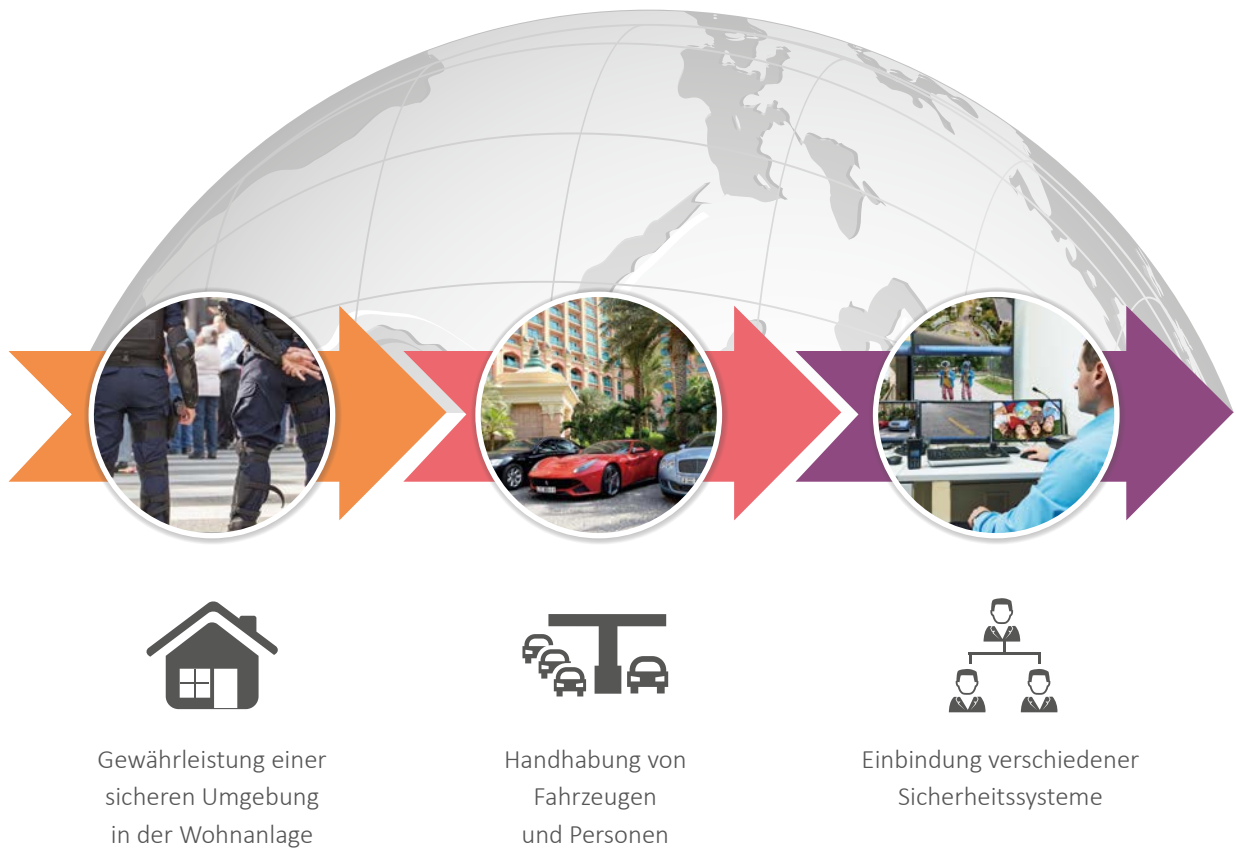 Gewährleistung einer
sicheren Umgebung
in der Wohnanlage
Handhabung von
Fahrzeugen
und Personen
Einbindung verschiedener
Sicherheitssysteme